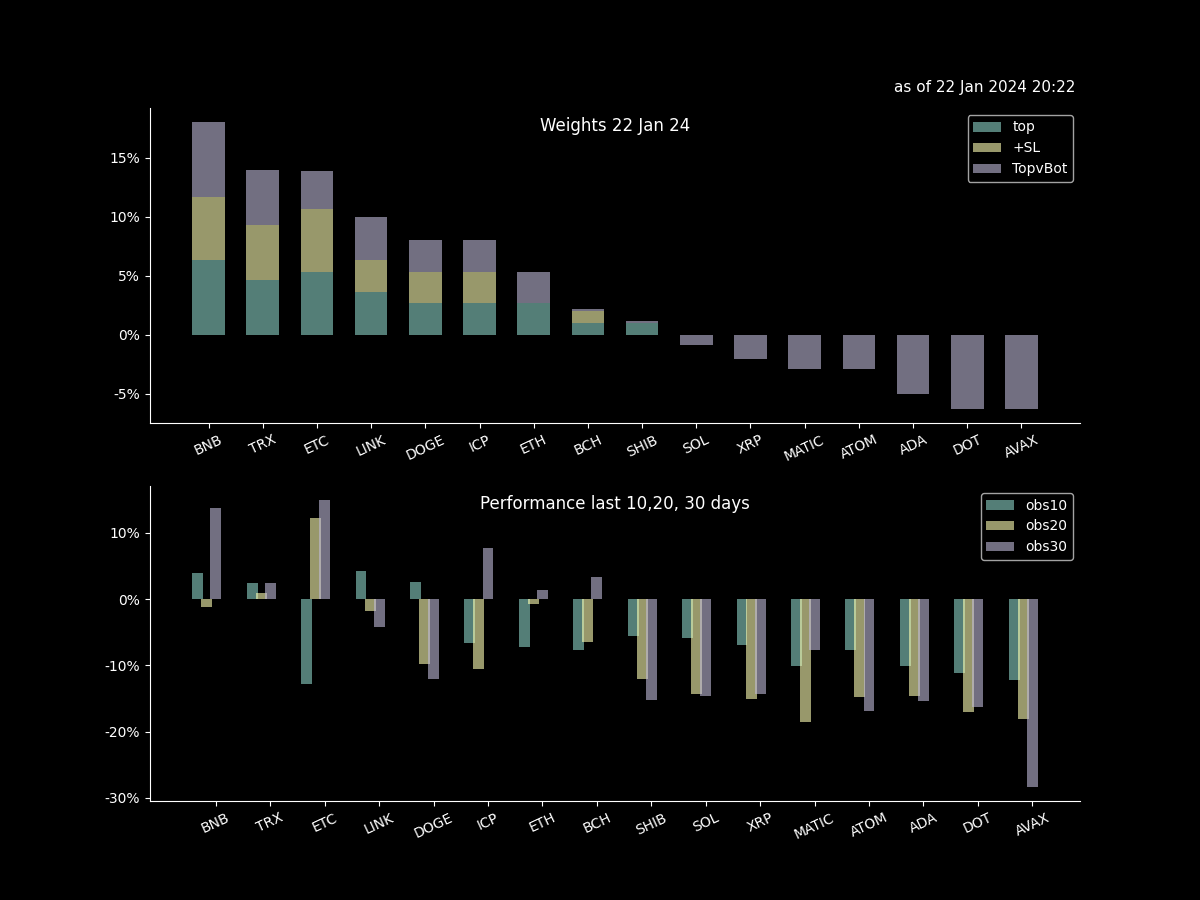 as of 22 Jan 2024 20:22
Weights 22 Jan 24
top
+SL
TopvBot
15%
10%
5%
0%
-5%
BNB TRX ETC LINK DOGE ICP ETH BCH SHIB SOL XRP MATIC ATOM ADA DOT AVAX
Performance last 10,20, 30 days
obs10
obs20
obs30
10%
0%
-10%
-20%
-30%
BNB TRX ETC LINK DOGE ICP ETH BCH SHIB SOL XRP MATIC ATOM ADA DOT AVAX